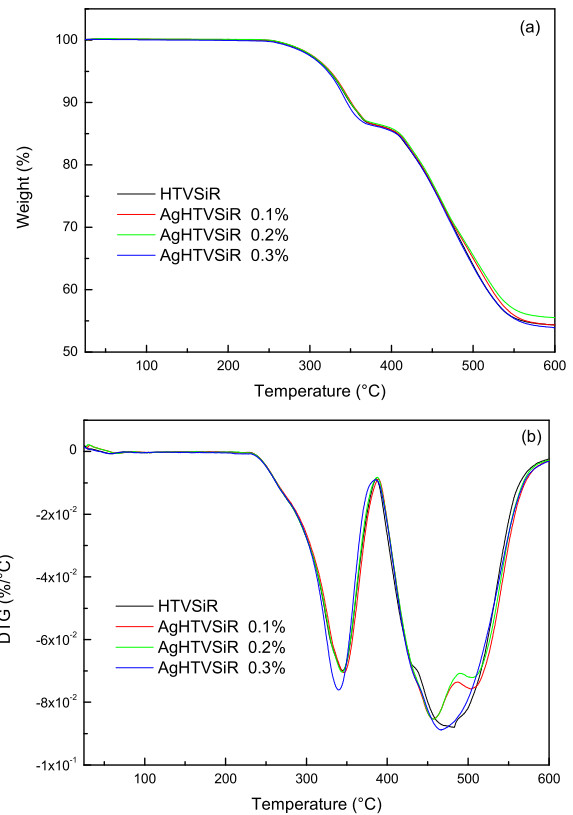 (a)
100
90
80
70
60
50
Weight (%)
HTVSiR
AgHTVSiR 0.1%
AgHTVSiR 0.2%
AgHTVSiR 0.3%
100 200 300 400 500 600
Temperature (°C)
(b)
0
-2x10⁻²
-4x10⁻²
-6x10⁻²
-8x10⁻²
-1x10⁻¹
DTG (%/°C)
HTVSiR
AgHTVSiR 0.1%
AgHTVSiR 0.2%
AgHTVSiR 0.3%
100 200 300 400 500 600
Temperature (°C)